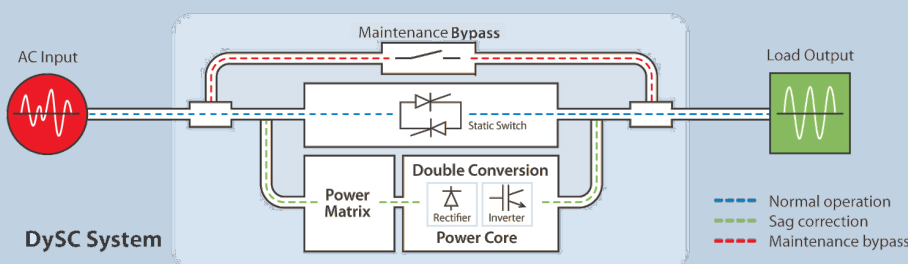 Maintenance Bypass
AC Input
Load Output
Static Switch
Double Conversion
Power
Matrix
Rectifier
Inverter
Power Core
Normal operation
Sag correction
Maintenance bypass
DySC System